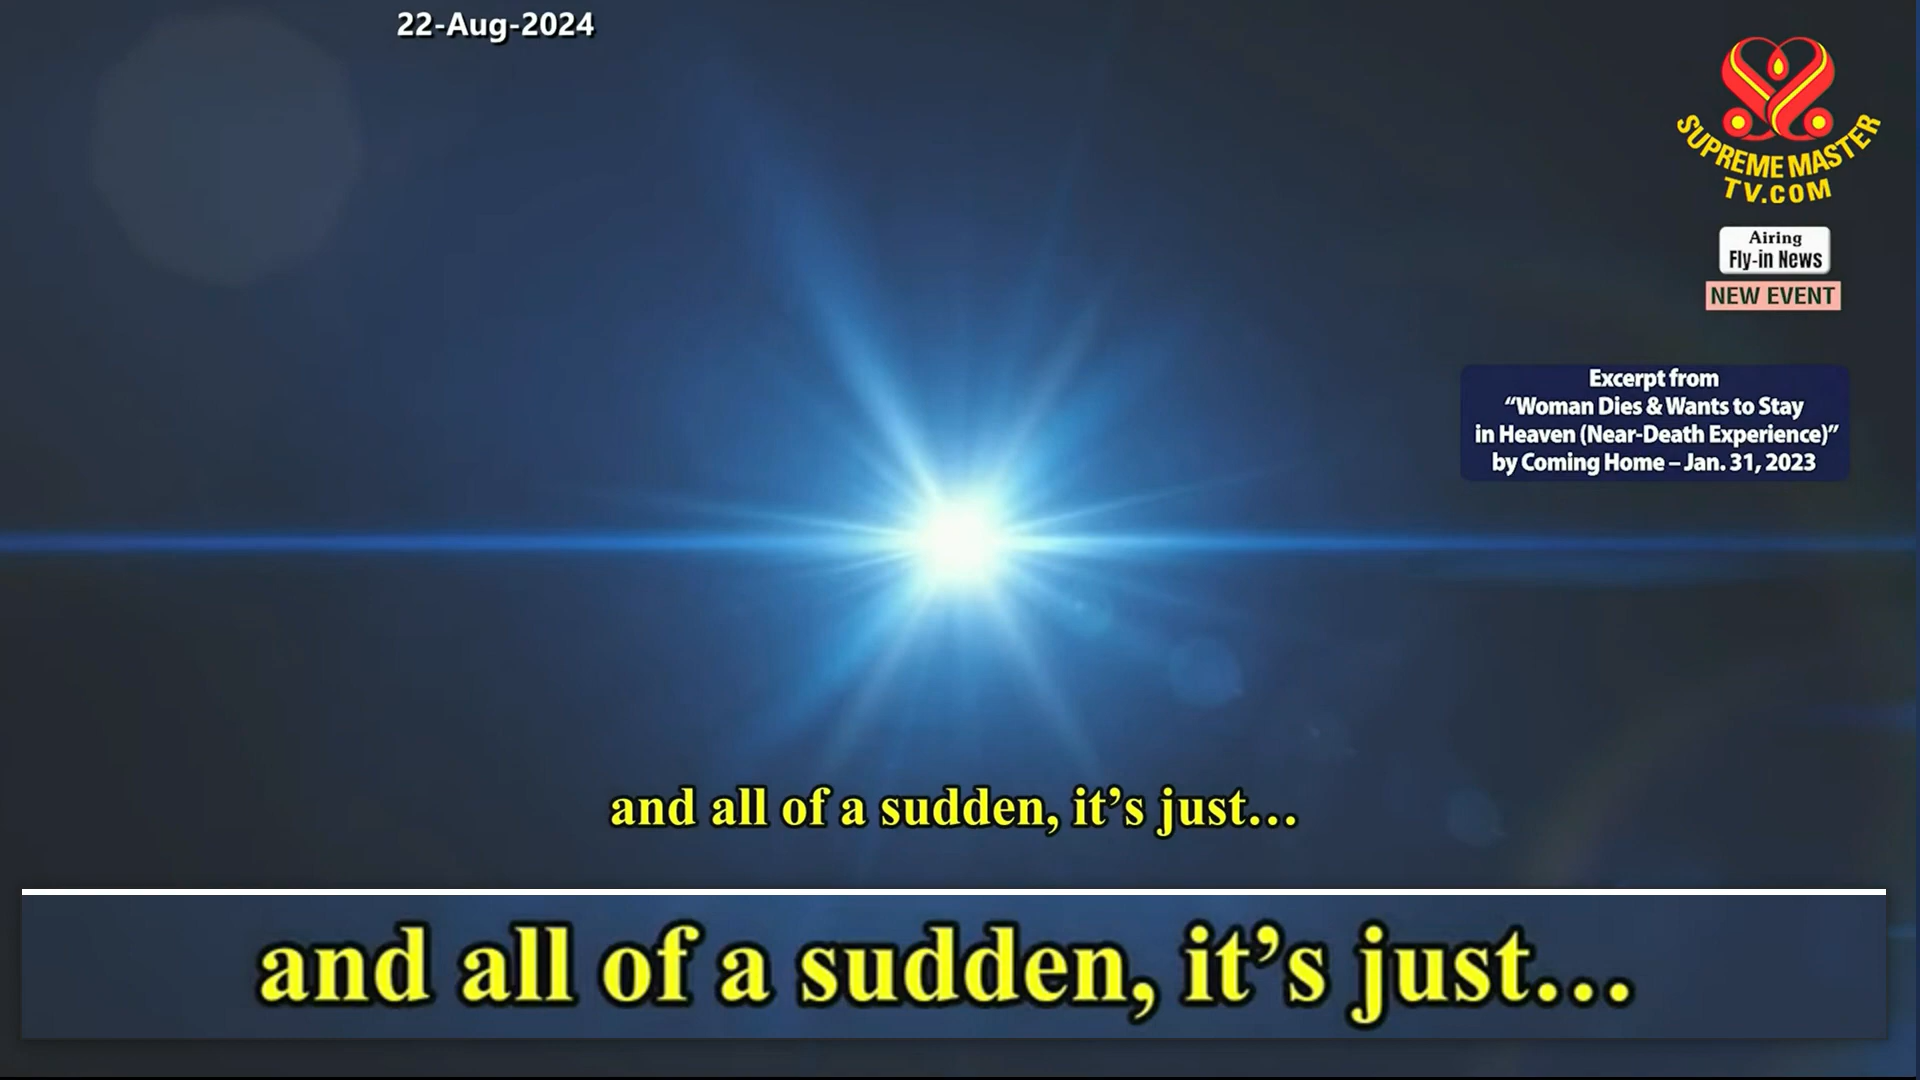 22-Aug-2024
SUPREME MASTER
TV.COM
Airing
Fly-in News
NEW EVENT
Excerpt from
“Woman Dies & Wants to Stay
in Heaven (Near-Death Experience)”
by Coming Home – Jan. 31, 2023
and all of a sudden, it’s just…
and all of a sudden, it’s just…